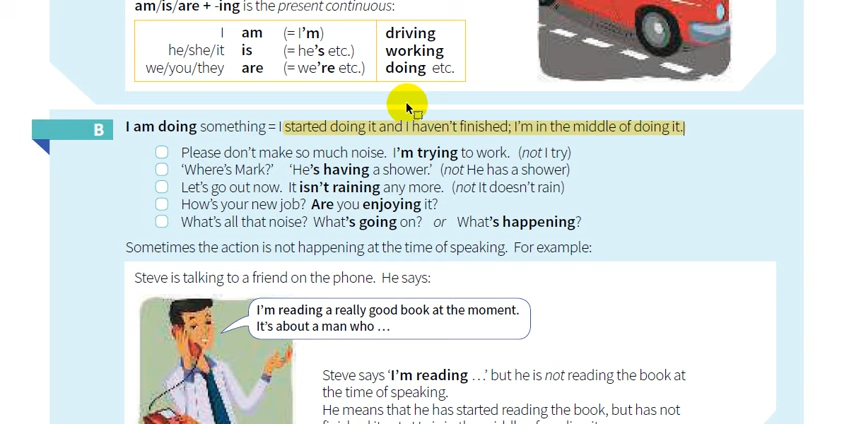 am/is/are + -ing is the present continuous:
I am (= I'm) driving
he/she/it is (= he's etc.) working
we/you/they are (= we're etc.) doing etc.
B I am doing something = I started doing it and I haven't finished; I'm in the middle of doing it.
Please don't make so much noise. I'm trying to work. (not I try)
'Where's Mark?' 'He's having a shower.' (not He has a shower)
Let's go out now. It isn't raining any more. (not It doesn't rain)
How's your new job? Are you enjoying it?
What's all that noise? What's going on? or What's happening?
Sometimes the action is not happening at the time of speaking. For example:
Steve is talking to a friend on the phone. He says:
I'm reading a really good book at the moment.
It's about a man who …
Steve says 'I'm reading …' but he is not reading the book at
the time of speaking.
He means that he has started reading the book, but has not